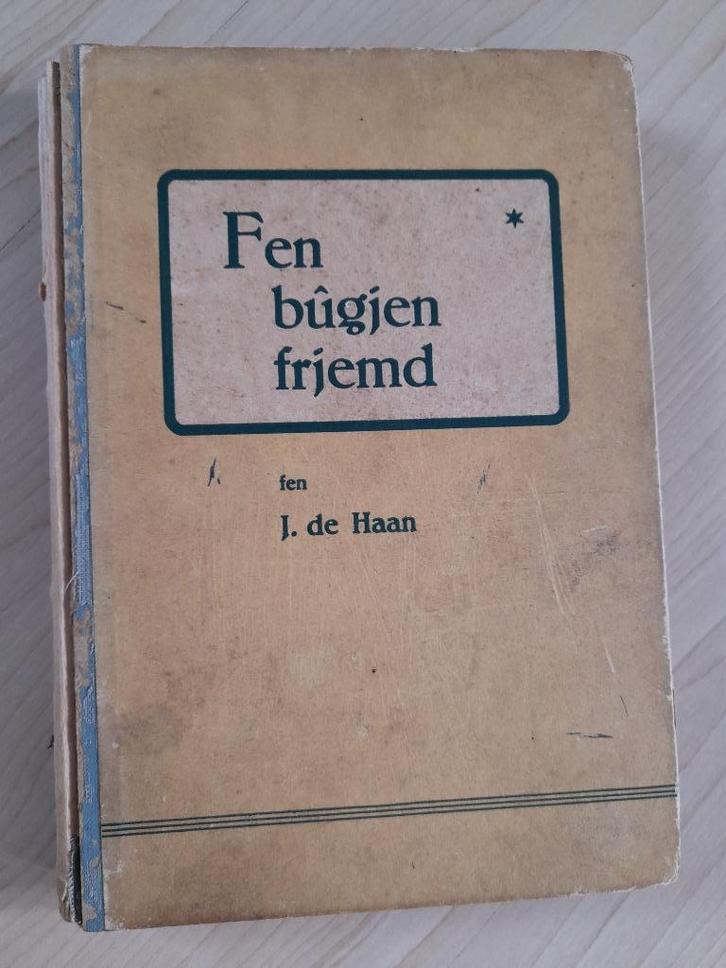 Fen
bûgjen
frjemd
fen
J. de Haan